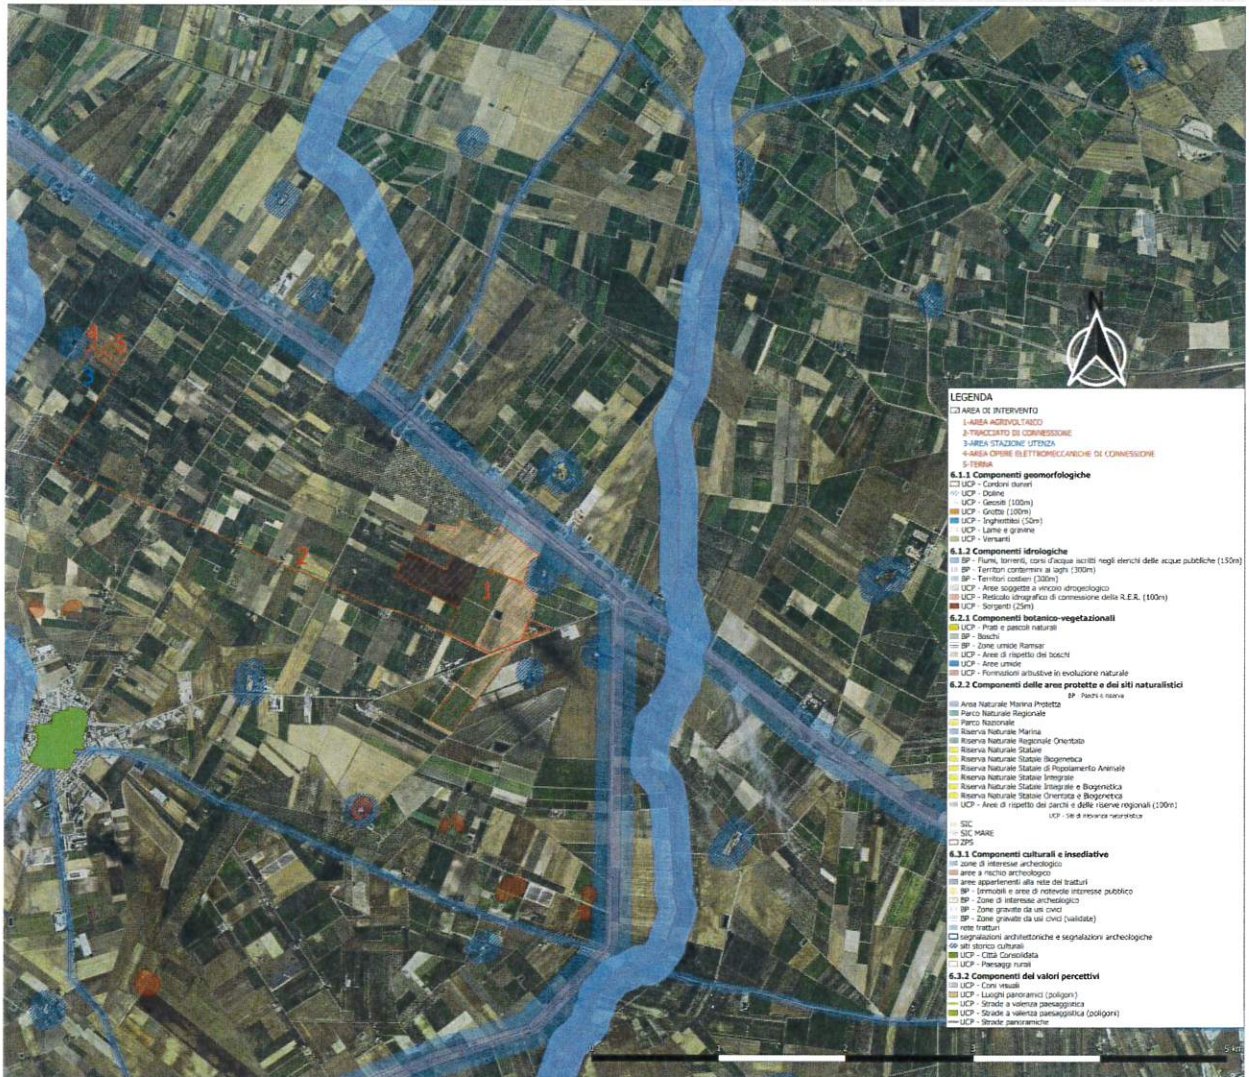 N
4
5
3
2
1
LEGENDA
AREA DI INTERVENTO
1-AREA AGRIVOLTAICO
2-TRACCIATO DI CONNESSIONE
3-AREA STAZIONE UTENZA
4-AREA OPERE ELETTROMECCANICHE DI CONNESSIONE
5-TERNA
6.1.1 Componenti geomorfologiche
UCP - Cordoni dunari
UCP - Doline
UCP - Geositi (100m)
UCP - Grotte (100m)
UCP - Inghiottitoi (50m)
UCP - Lame e gravine
UCP - Versanti
6.1.2 Componenti idrologiche
BP - Fiumi, torrenti, corsi d'acqua iscritti negli elenchi delle acque pubbliche (150m)
BP - Territori contermini ai laghi (300m)
BP - Territori costieri (300m)
UCP - Aree soggette a vincolo idrogeologico
UCP - Reticolo idrografico di connessione della R.E.R. (100m)
UCP - Sorgenti (25m)
6.2.1 Componenti botanico-vegetazionali
UCP - Prati e pascoli naturali
BP - Boschi
BP - Zone umide Ramsar
UCP - Aree di rispetto dei boschi
UCP - Aree umide
UCP - Formazioni arbustive in evoluzione naturale
6.2.2 Componenti delle aree protette e dei siti naturalistici
BP - Parchi e riserve
Area Naturale Marina Protetta
Parco Naturale Regionale
Parco Nazionale
Riserva Naturale Marina
Riserva Naturale Regionale Orientata
Riserva Naturale Statale
Riserva Naturale Statale Biogenetica
Riserva Naturale Statale di Popolamento Animale
Riserva Naturale Statale Integrale
Riserva Naturale Statale Integrale e Biogenetica
Riserva Naturale Statale Orientata e Biogenetica
UCP - Aree di rispetto dei parchi e delle riserve regionali (100m)
UCP - Siti di rilevanza naturalistica
SIC
SIC MARE
ZPS
6.3.1 Componenti culturali e insediative
zone di interesse archeologico
aree a rischio archeologico
aree appartenenti alla rete dei tratturi
BP - Immobili e aree di notevole interesse pubblico
BP - Zone di interesse archeologico
BP - Zone gravate da usi civici
BP - Zone gravate da usi civici (validate)
rete tratturi
segnalazioni architettoniche e segnalazioni archeologiche
siti storico culturali
UCP - Città Consolidata
UCP - Paesaggi rurali
6.3.2 Componenti dei valori percettivi
UCP - Coni visuali
UCP - Luoghi panoramici (poligoni)
UCP - Strade a valenza paesaggistica
UCP - Strade a valenza paesaggistica (poligoni)
UCP - Strade panoramiche
0 1 2 3 4 5 km